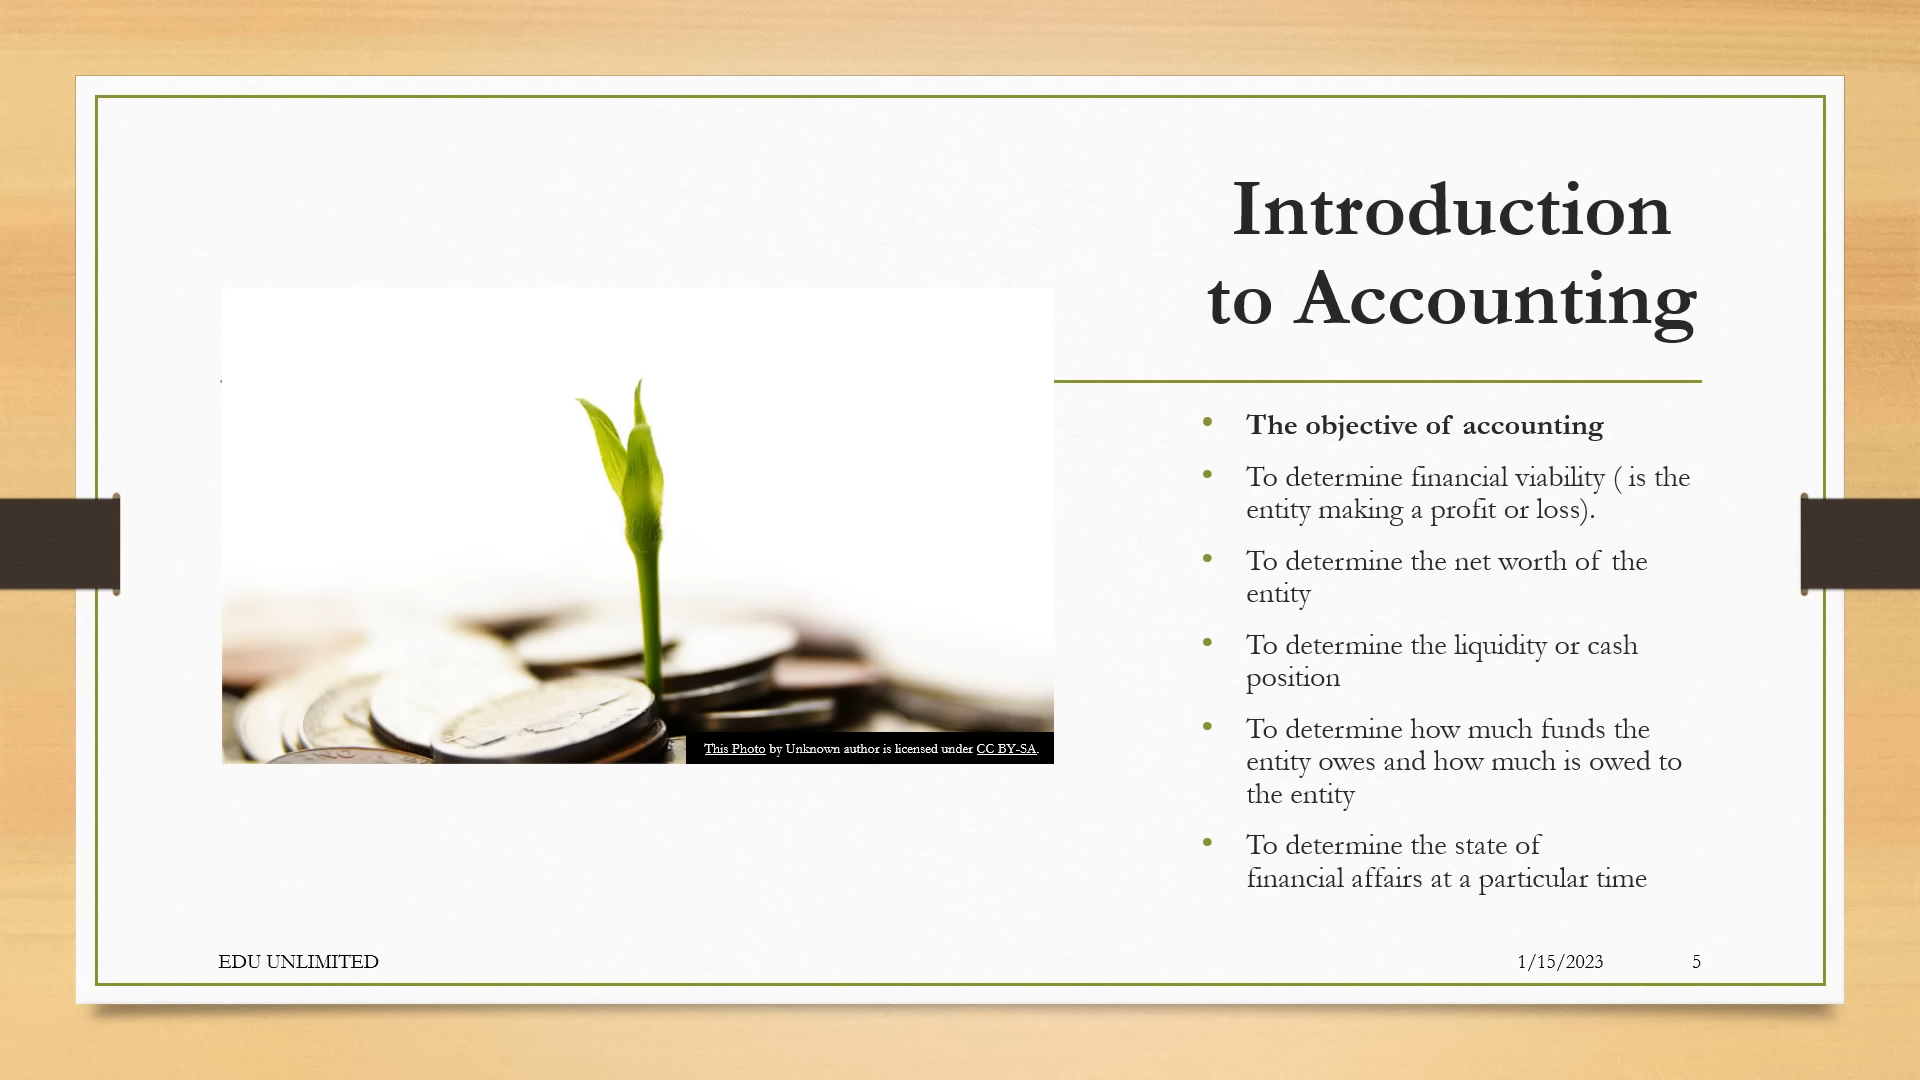 Introduction
to Accounting
• The objective of accounting
• To determine financial viability ( is the
entity making a profit or loss).
• To determine the net worth of the
entity
• To determine the liquidity or cash
position
• To determine how much funds the
entity owes and how much is owed to
the entity
• To determine the state of
financial affairs at a particular time
This Photo by Unknown author is licensed under CC BY-SA.
EDU UNLIMITED
1/15/2023
5